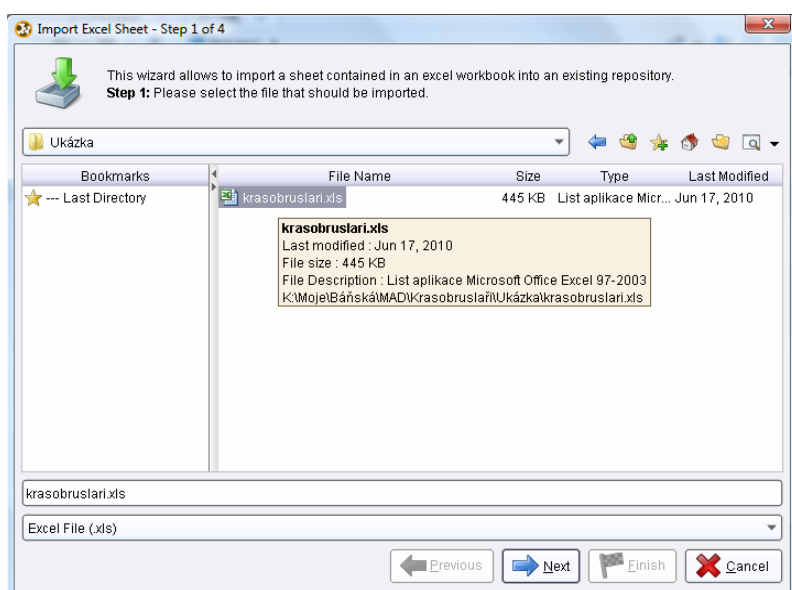 Import Excel Sheet - Step 1 of 4
This wizard allows to import a sheet contained in an excel workbook into an existing repository.
Step 1: Please select the file that should be imported.
Ukázka
Bookmarks File Name Size Type Last Modified
--- Last Directory krasobruslari.xls 445 KB List aplikace Micr... Jun 17, 2010
krasobruslari.xls
Last modified : Jun 17, 2010
File size : 445 KB
File Description : List aplikace Microsoft Office Excel 97-2003
K:\Moje\Báňská\MAD\Krasobruslaři\Ukázka\krasobruslari.xls
krasobruslari.xls
Excel File (.xls)
Previous Next Finish Cancel